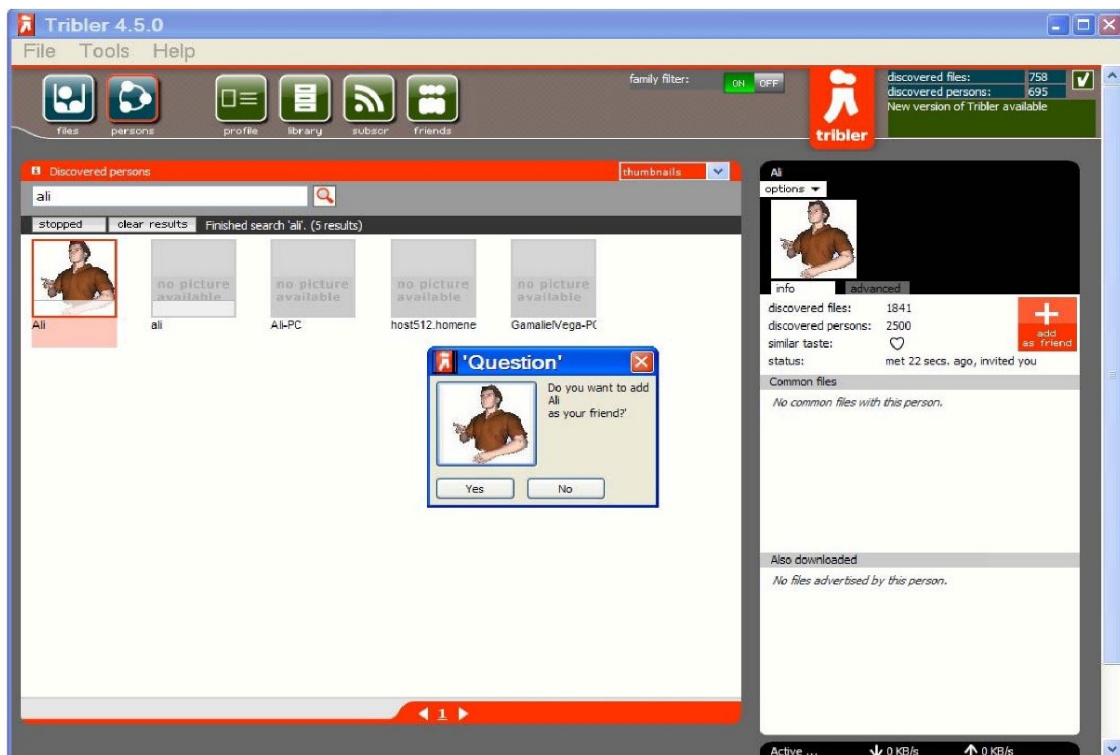 Tribler 4.5.0
File Tools Help
files persons profile library subscr friends
family filter: ON OFF
tribler
discovered files: 758
discovered persons: 695
New version of Tribler available
Discovered persons thumbnails
ali
stopped clear results Finished search 'ali'. (5 results)
no picture available
no picture available
no picture available
no picture available
Ali ali Ali-PC host512.homene GamalielVega-PC
'Question'
Do you want to add
Ali
as your friend?'
Yes No
1
Ali
options
info advanced
discovered files: 1841
discovered persons: 2500
similar taste:
status: met 22 secs. ago, invited you
+
add
as friend
Common files
No common files with this person.
Also downloaded
No files advertised by this person.
Active ... 0 KB/s 0 KB/s